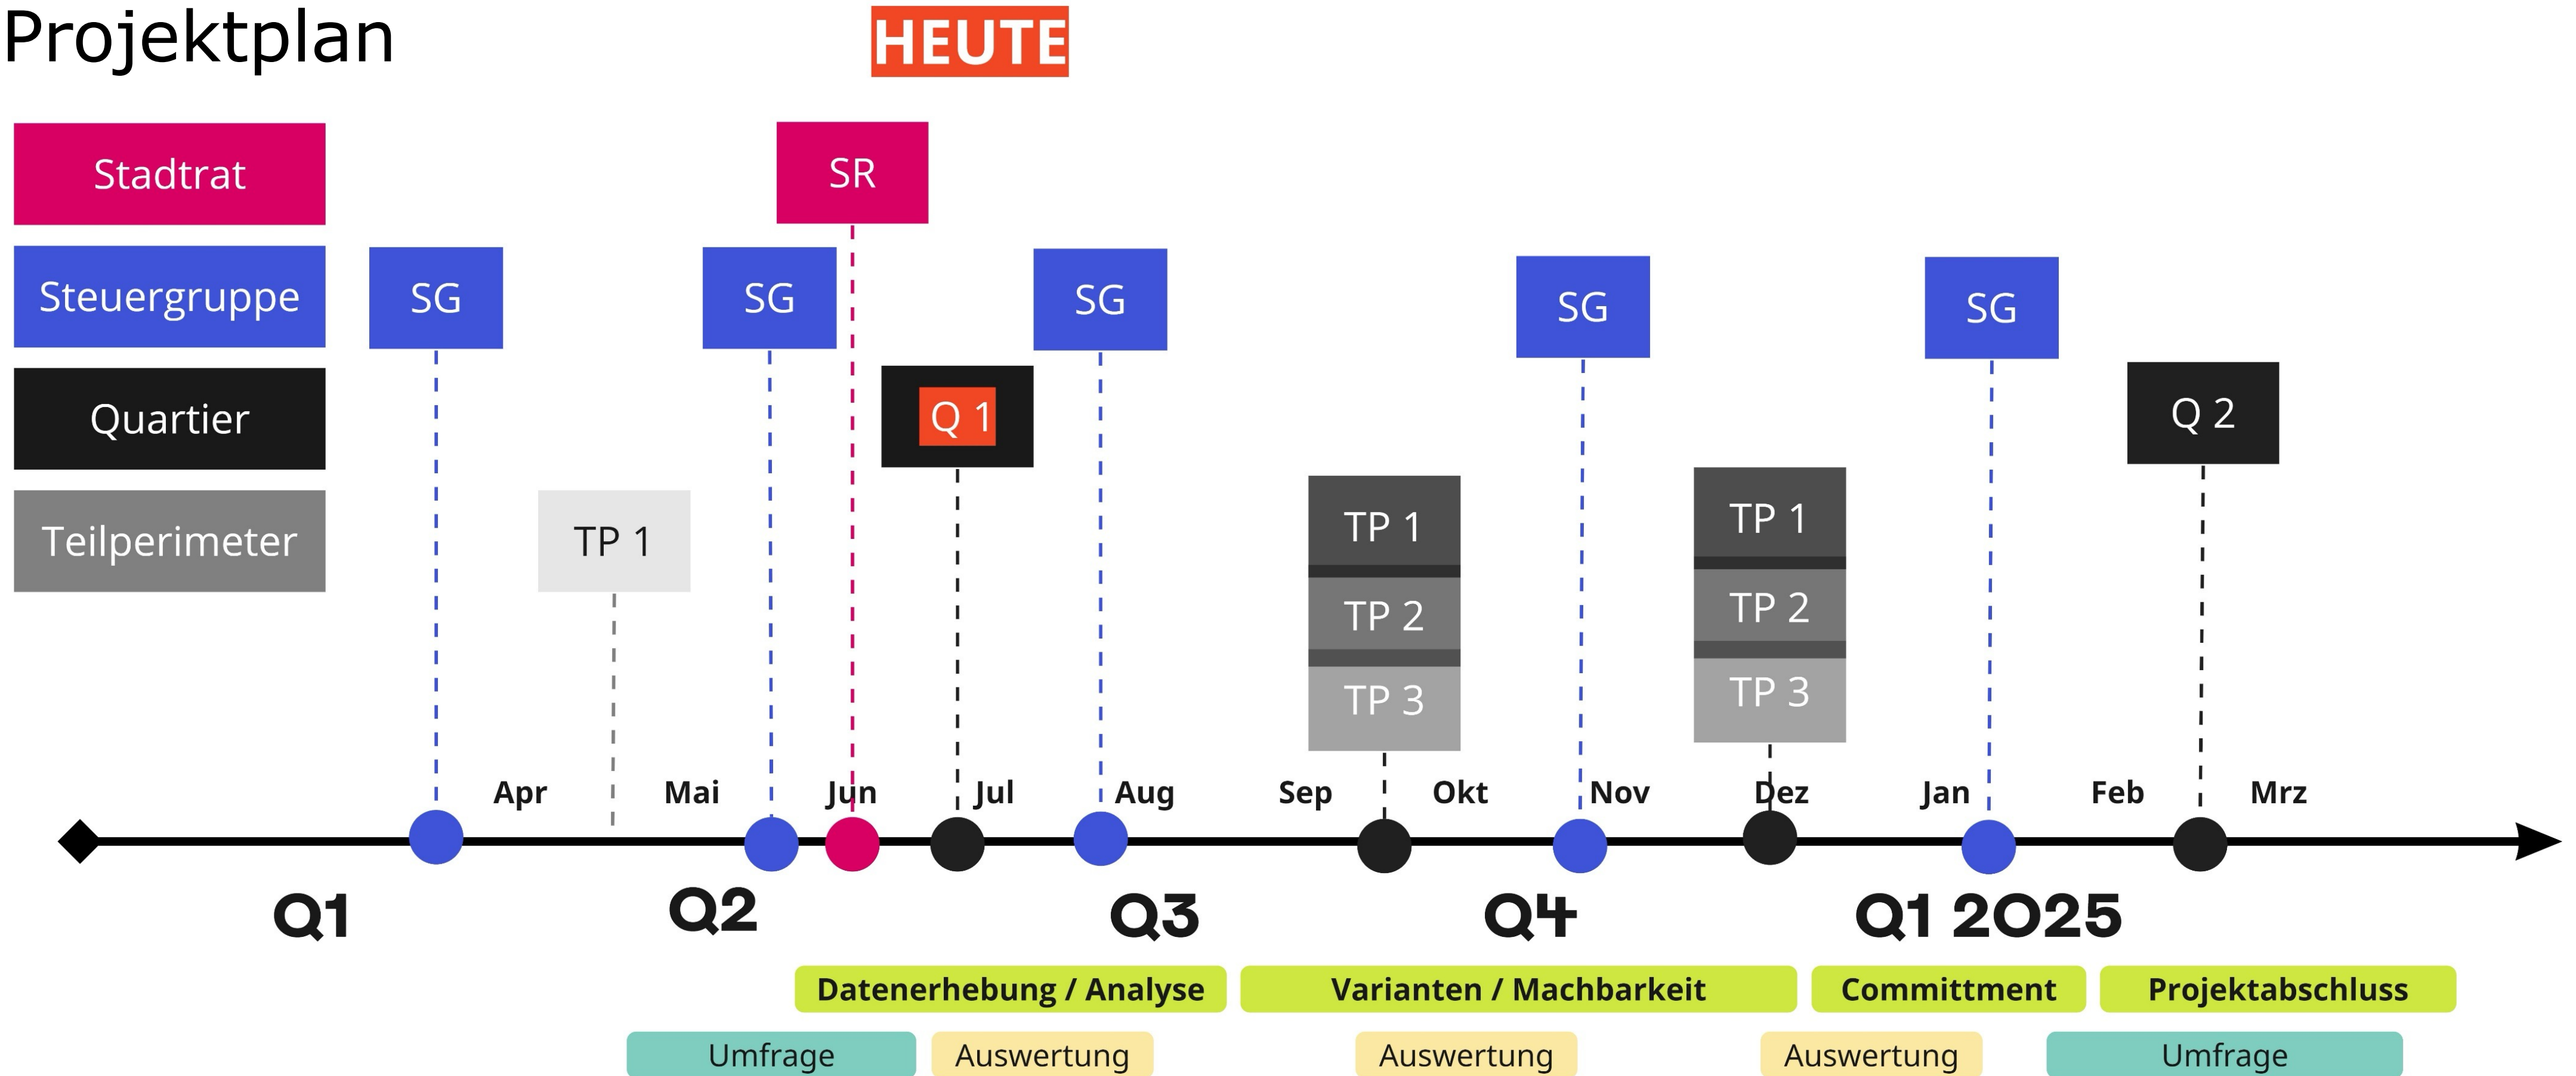 Projektplan
HEUTE
Stadtrat
SR
Steuergruppe
SG
SG
SG
SG
SG
Quartier
Q 1
Q 2
Teilperimeter
TP 1
TP 1
TP 2
TP 3
TP 1
TP 2
TP 3
Apr
Mai
Jun
Jul
Aug
Sep
Okt
Nov
Dez
Jan
Feb
Mrz
Q1
Q2
Q3
Q4
Q1 2025
Datenerhebung / Analyse
Varianten / Machbarkeit
Committment
Projektabschluss
Umfrage
Auswertung
Auswertung
Auswertung
Umfrage